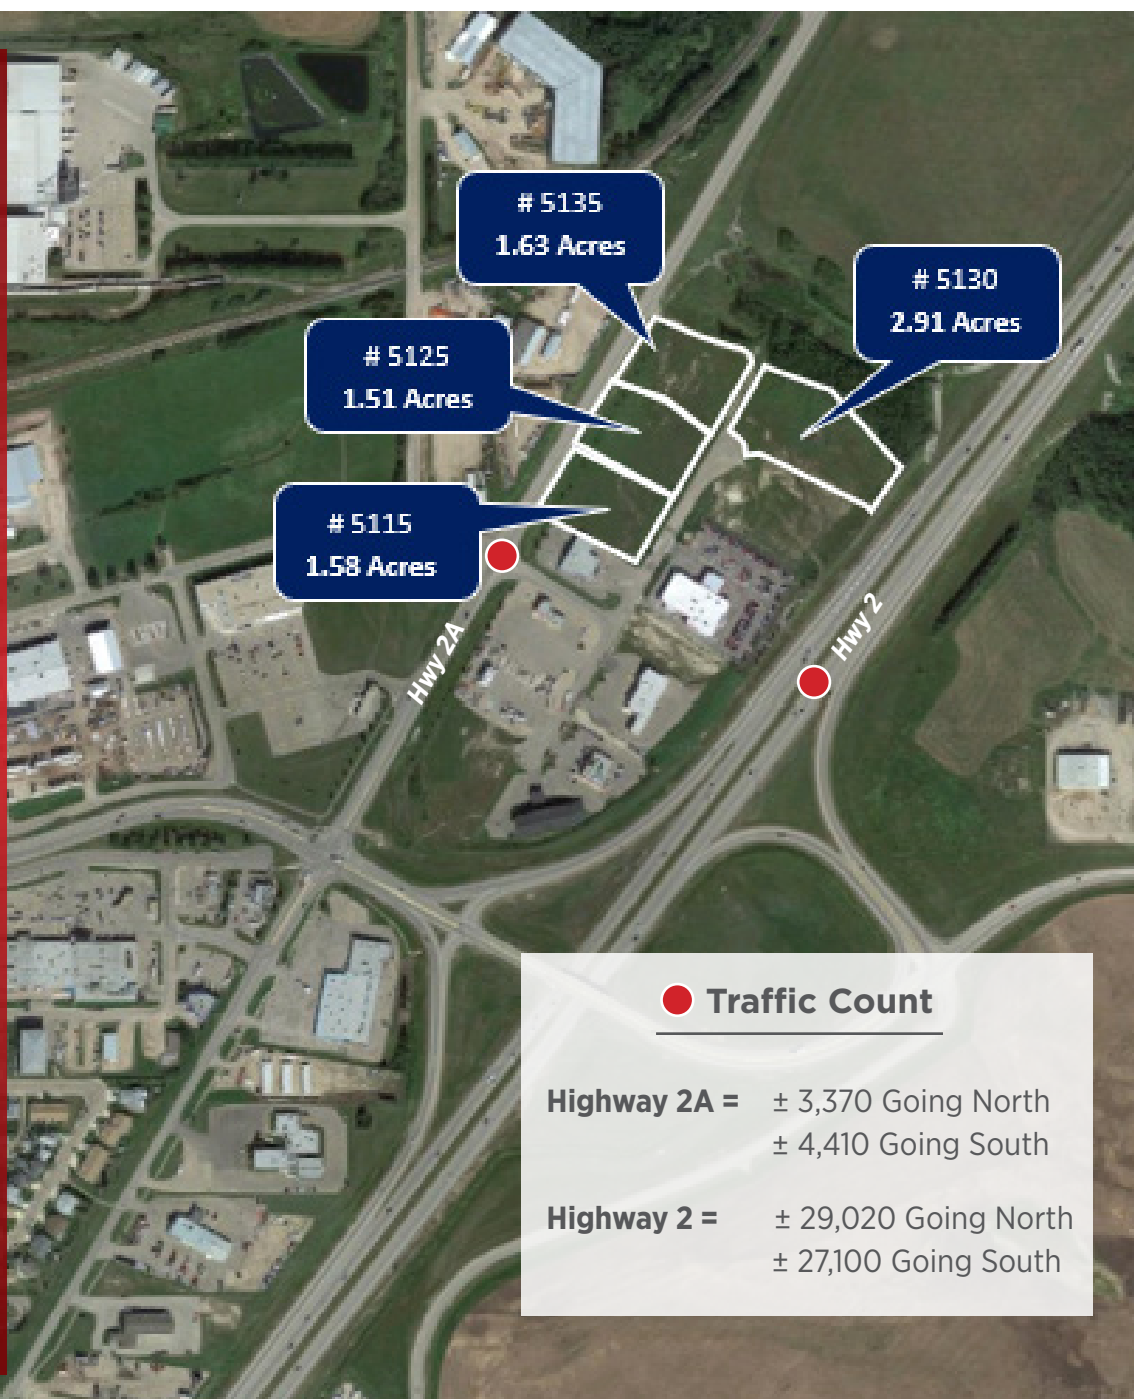 # 5135
1.63 Acres
# 5130
2.91 Acres
# 5125
1.51 Acres
# 5115
1.58 Acres
Hwy 2A
Hwy 2
Traffic Count
Highway 2A = ± 3,370 Going North
± 4,410 Going South
Highway 2 = ± 29,020 Going North
± 27,100 Going South